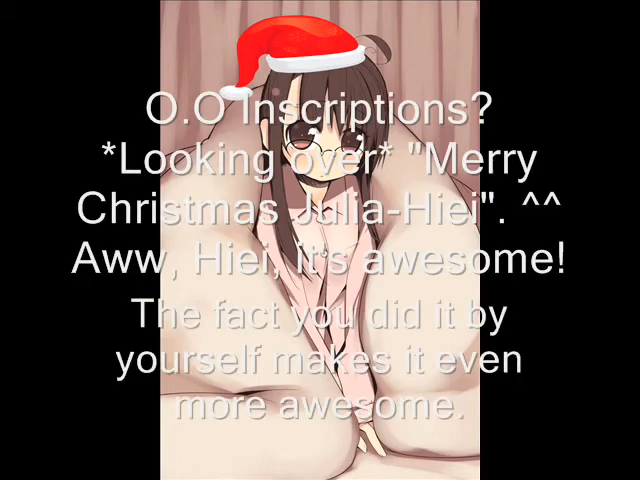 O.O Inscriptions?
*Looking over* "Merry
Christmas Julia-Hiei". ^^
Aww, Hiei, it's awesome!
The fact you did it by
yourself makes it even
more awesome.